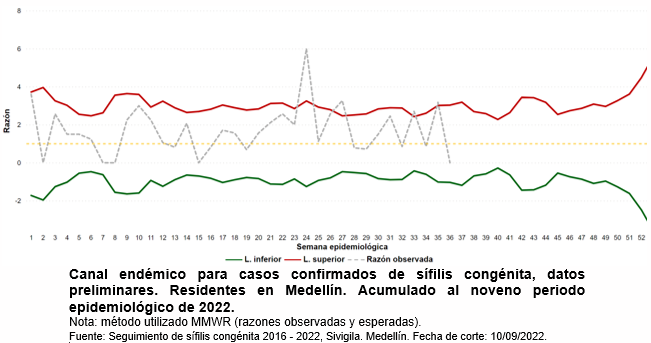 8
6
4
2
0
-2
Razón
1 2 3 4 5 6 7 8 9 10 11 12 13 14 15 16 17 18 19 20 21 22 23 24 25 26 27 28 29 30 31 32 33 34 35 36 37 38 39 40 41 42 43 44 45 46 47 48 49 50 51 52
Semana epidemiológica
L. inferior L. superior Razón observada
Canal endémico para casos confirmados de sífilis congénita, datos
preliminares. Residentes en Medellín. Acumulado al noveno periodo
epidemiológico de 2022.
Nota: método utilizado MMWR (razones observadas y esperadas).
Fuente: Seguimiento de sífilis congénita 2016 - 2022, Sivigila. Medellín. Fecha de corte: 10/09/2022.